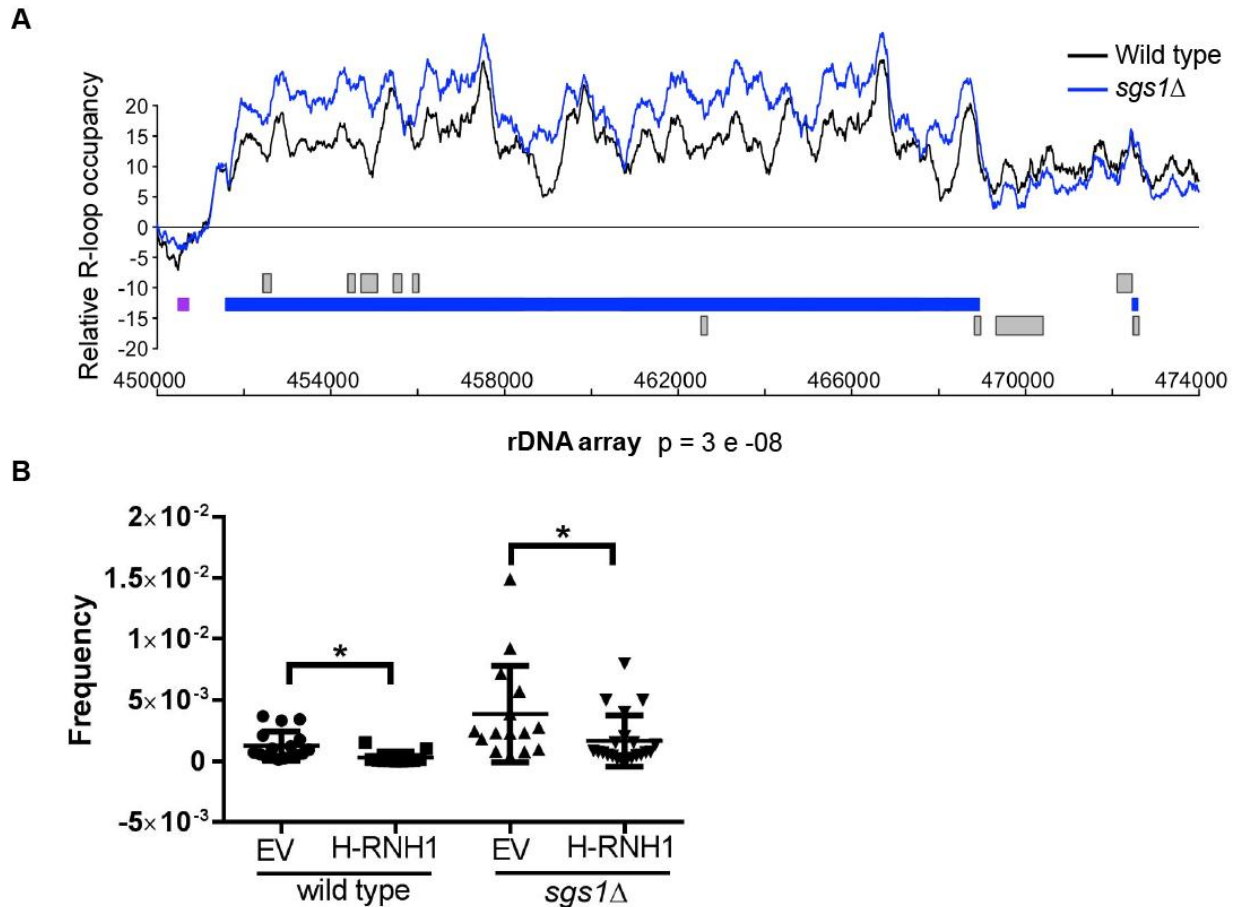 A
Wild type
sgs1Δ
Relative R-loop occupancy
20
15
10
5
0
-5
-10
-15
-20
450000 454000 458000 462000 466000 470000 474000
rDNA array p = 3 e -08
B
Frequency
2×10⁻²
1.5×10⁻²
1×10⁻²
5×10⁻³
0
-5×10⁻³
* *
EV H-RNH1 EV H-RNH1
wild type sgs1Δ